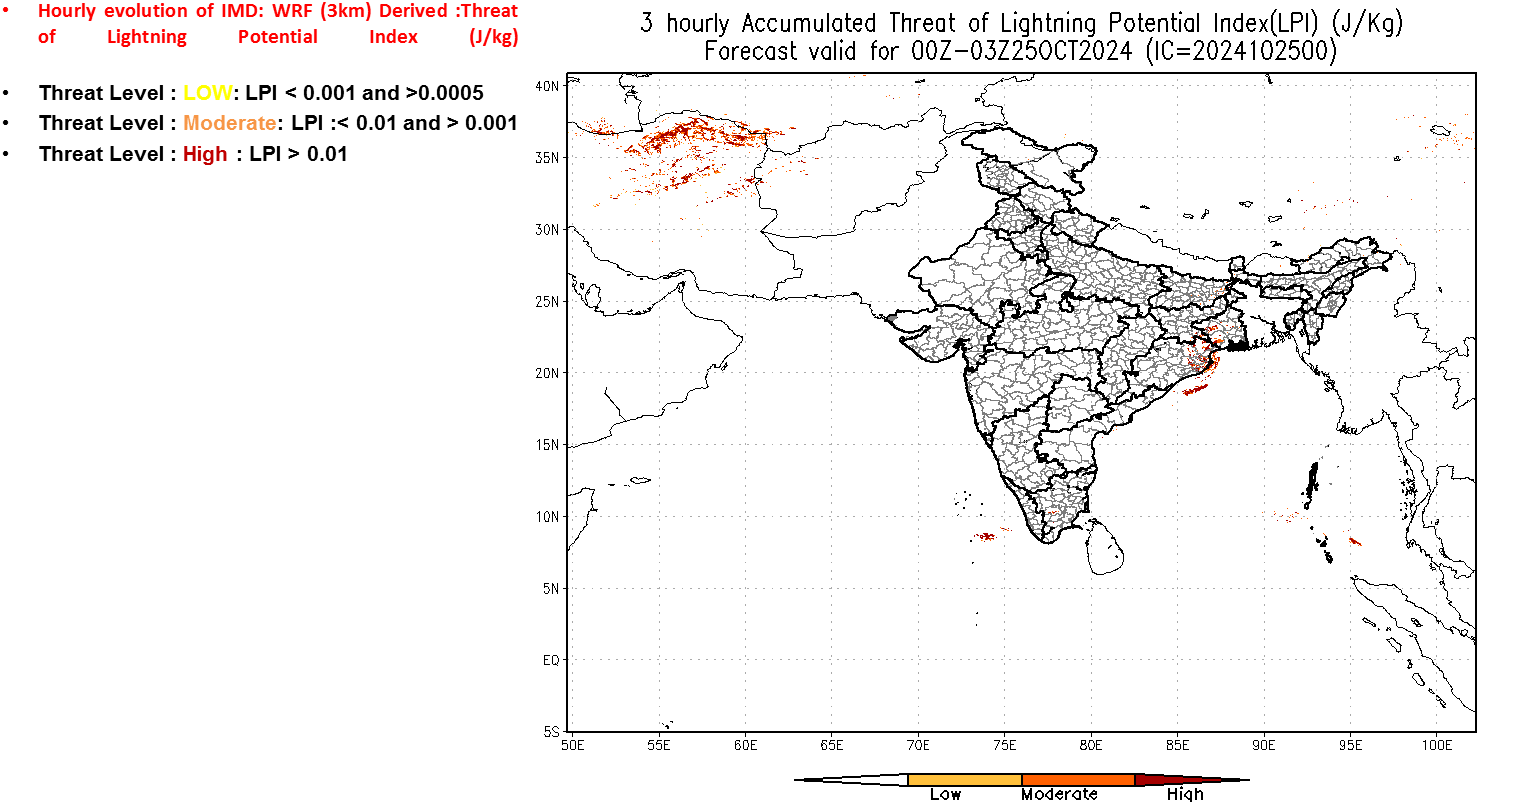 • Hourly evolution of IMD: WRF (3km) Derived :Threat
of Lightning Potential Index (J/kg)
• Threat Level : LOW: LPI < 0.001 and >0.0005
• Threat Level : Moderate: LPI :< 0.01 and > 0.001
• Threat Level : High : LPI > 0.01
3 hourly Accumulated Threat of Lightning Potential Index(LPI) (J/Kg)
Forecast valid for 00Z-03Z25OCT2024 (IC=2024102500)
40N
35N
30N
25N
20N
15N
10N
5N
EQ
5S
50E 55E 60E 65E 70E 75E 80E 85E 90E 95E 100E
Low Moderate High